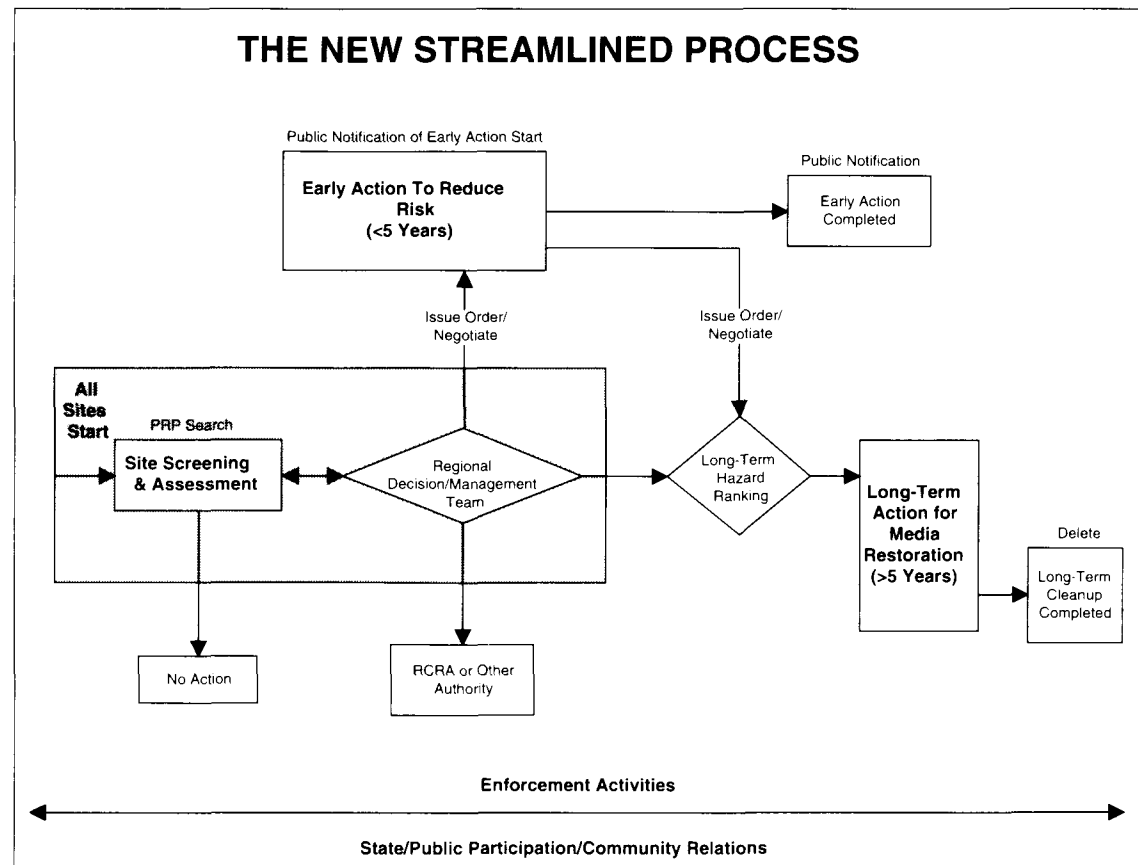 THE NEW STREAMLINED PROCESS
Public Notification of Early Action Start
Early Action To Reduce
Risk
(<5 Years)
Public Notification
Early Action
Completed
Issue Order/
Negotiate
Issue Order/
Negotiate
All
Sites
Start
PRP Search
Site Screening
& Assessment
Regional
Decision/Management
Team
Long-Term
Hazard
Ranking
Long-Term
Action for
Media
Restoration
(>5 Years)
Delete
Long-Term
Cleanup
Completed
No Action
RCRA or Other
Authority
Enforcement Activities
State/Public Participation/Community Relations